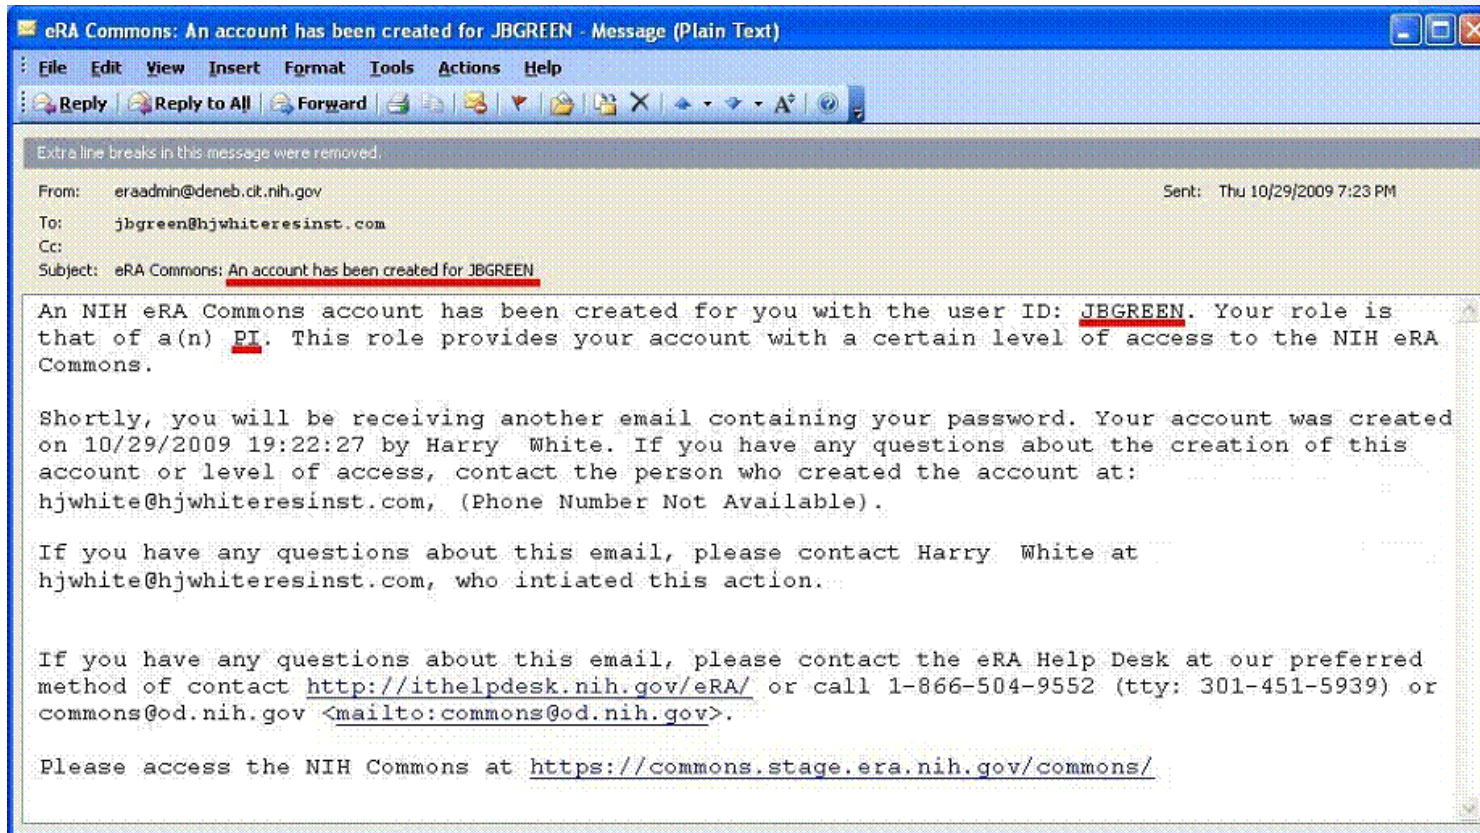 eRA Commons: An account has been created for JBGREEN - Message (Plain Text)
File Edit View Insert Format Tools Actions Help
Reply Reply to All Forward
Extra line breaks in this message were removed.
From: eraadmin@deneb.cit.nih.gov Sent: Thu 10/29/2009 7:23 PM
To: jbgreen@hjwhiteresinst.com
Cc:
Subject: eRA Commons: An account has been created for JBGREEN
An NIH eRA Commons account has been created for you with the user ID: JBGREEN. Your role is
that of a(n) PI. This role provides your account with a certain level of access to the NIH eRA
Commons.
Shortly, you will be receiving another email containing your password. Your account was created
on 10/29/2009 19:22:27 by Harry  White. If you have any questions about the creation of this
account or level of access, contact the person who created the account at:
hjwhite@hjwhiteresinst.com, (Phone Number Not Available).
If you have any questions about this email, please contact Harry  White at
hjwhite@hjwhiteresinst.com, who intiated this action.
If you have any questions about this email, please contact the eRA Help Desk at our preferred
method of contact http://ithelpdesk.nih.gov/eRA/ or call 1-866-504-9552 (tty: 301-451-5939) or
commons@od.nih.gov <mailto:commons@od.nih.gov>.
Please access the NIH Commons at https://commons.stage.era.nih.gov/commons/